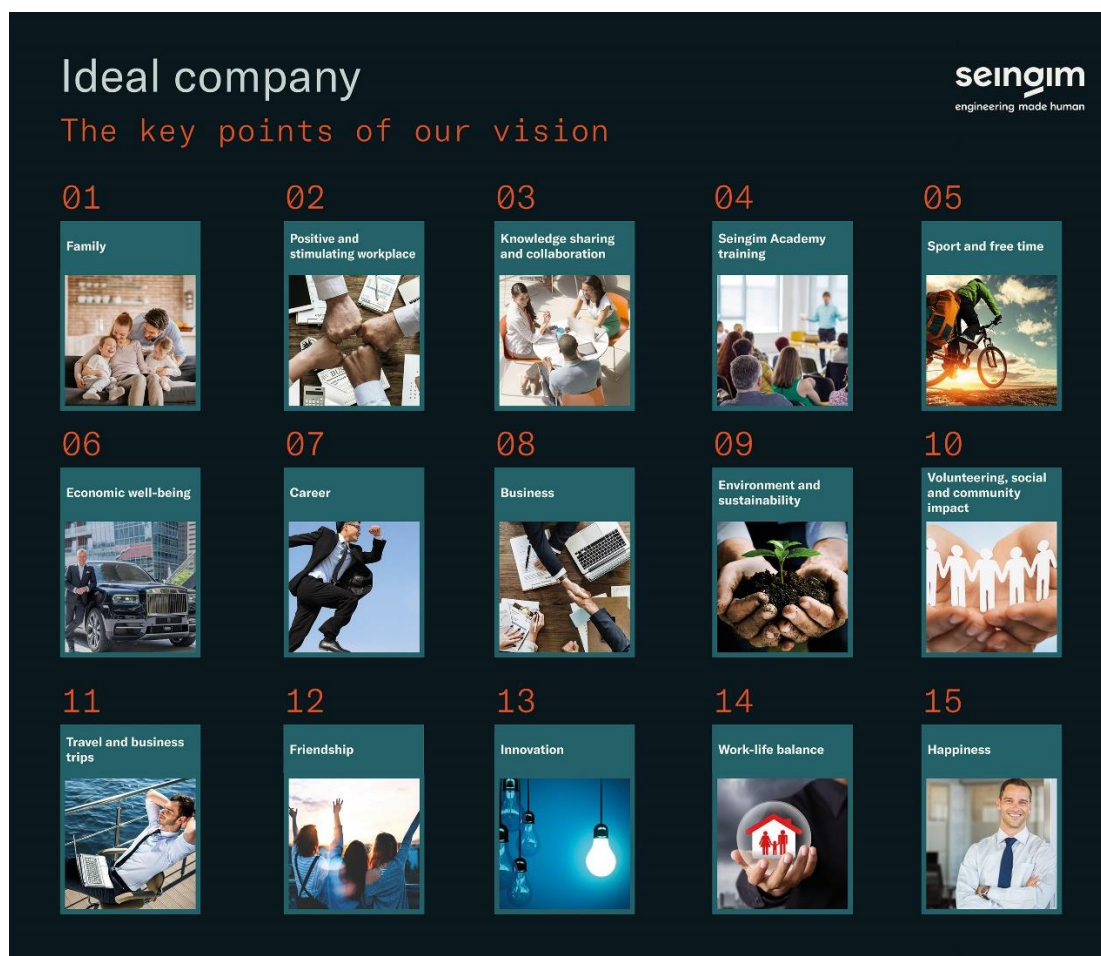 Ideal company
The key points of our vision
seingim
engineering made human
01
Family
02
Positive and
stimulating workplace
03
Knowledge sharing
and collaboration
04
Seingim Academy
training
05
Sport and free time
06
Economic well-being
07
Career
08
Business
09
Environment and
sustainability
10
Volunteering, social
and community
impact
11
Travel and business
trips
12
Friendship
13
Innovation
14
Work-life balance
15
Happiness